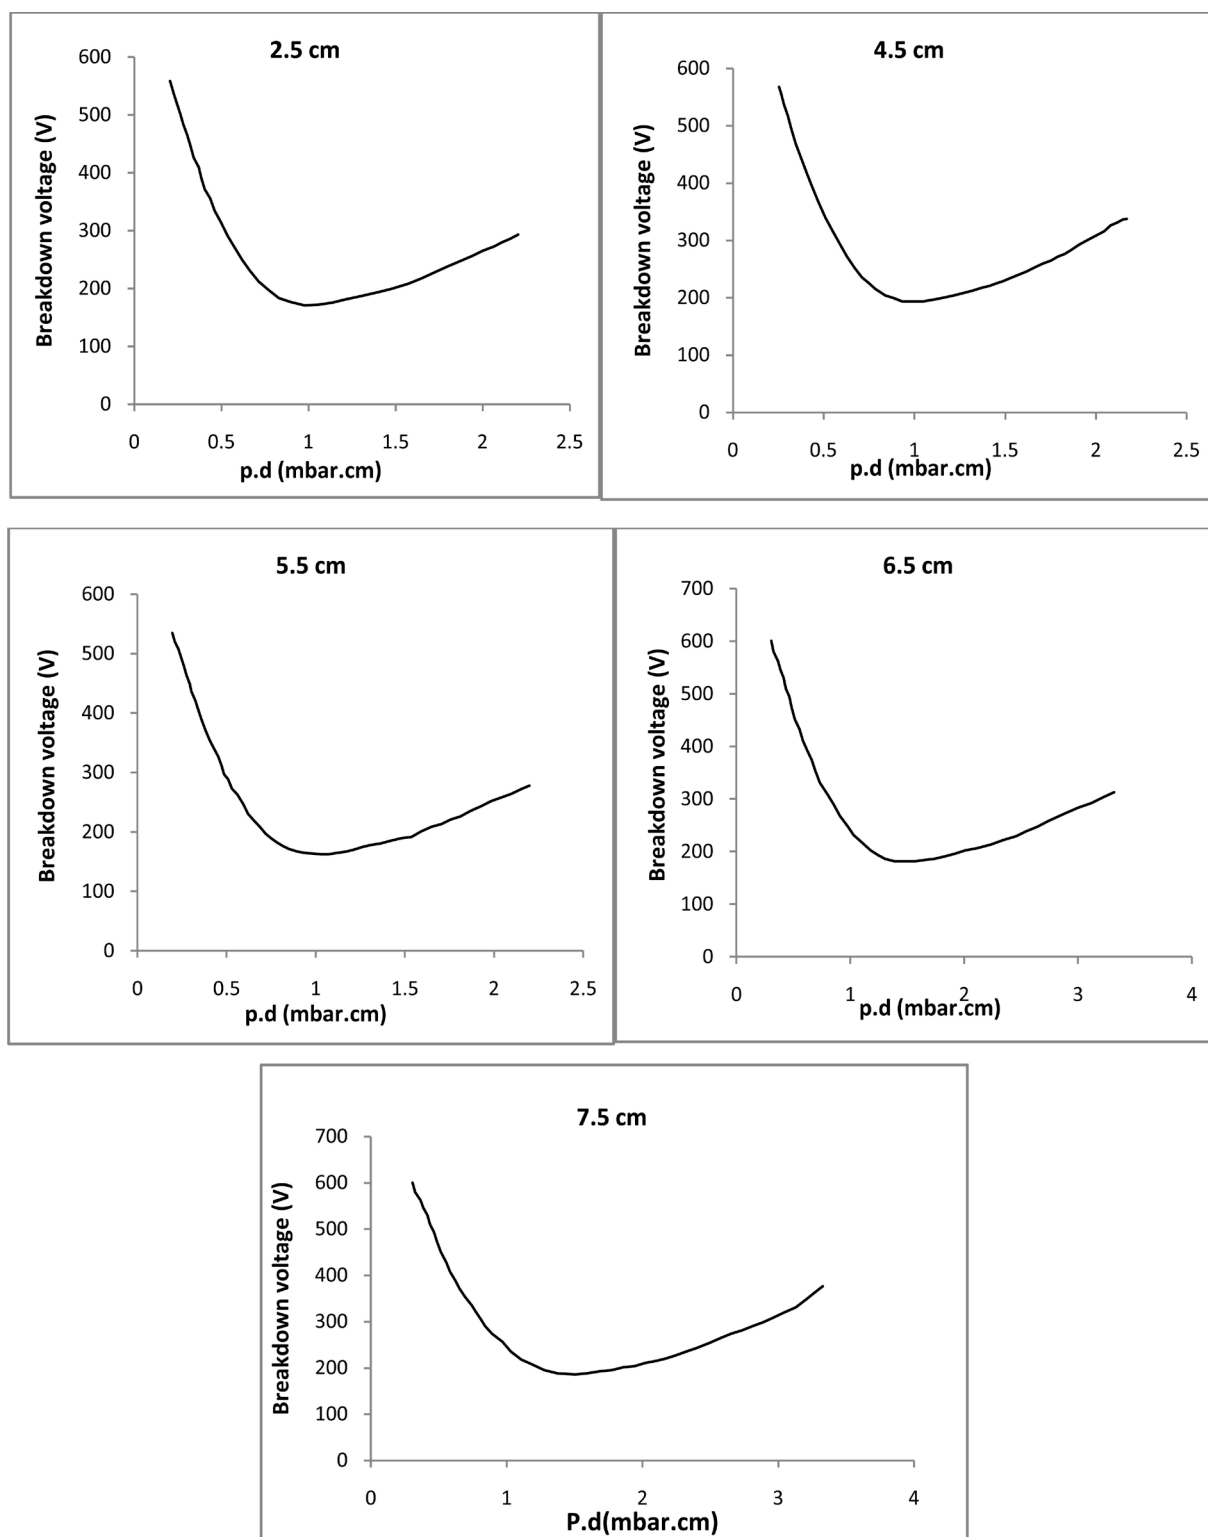 2.5 cm
Breakdown voltage (V)
600
500
400
300
200
100
0
0 0.5 1 1.5 2 2.5
p.d (mbar.cm)
4.5 cm
Breakdown voltage (V)
600
500
400
300
200
100
0
0 0.5 1 1.5 2 2.5
p.d (mbar.cm)
5.5 cm
Breakdown voltage (V)
600
500
400
300
200
100
0
0 0.5 1 1.5 2 2.5
p.d (mbar.cm)
6.5 cm
Breakdown voltage (V)
700
600
500
400
300
200
100
0
0 1 2 3 4
p.d (mbar.cm)
7.5 cm
Breakdown voltage (V)
700
600
500
400
300
200
100
0
0 1 2 3 4
P.d(mbar.cm)